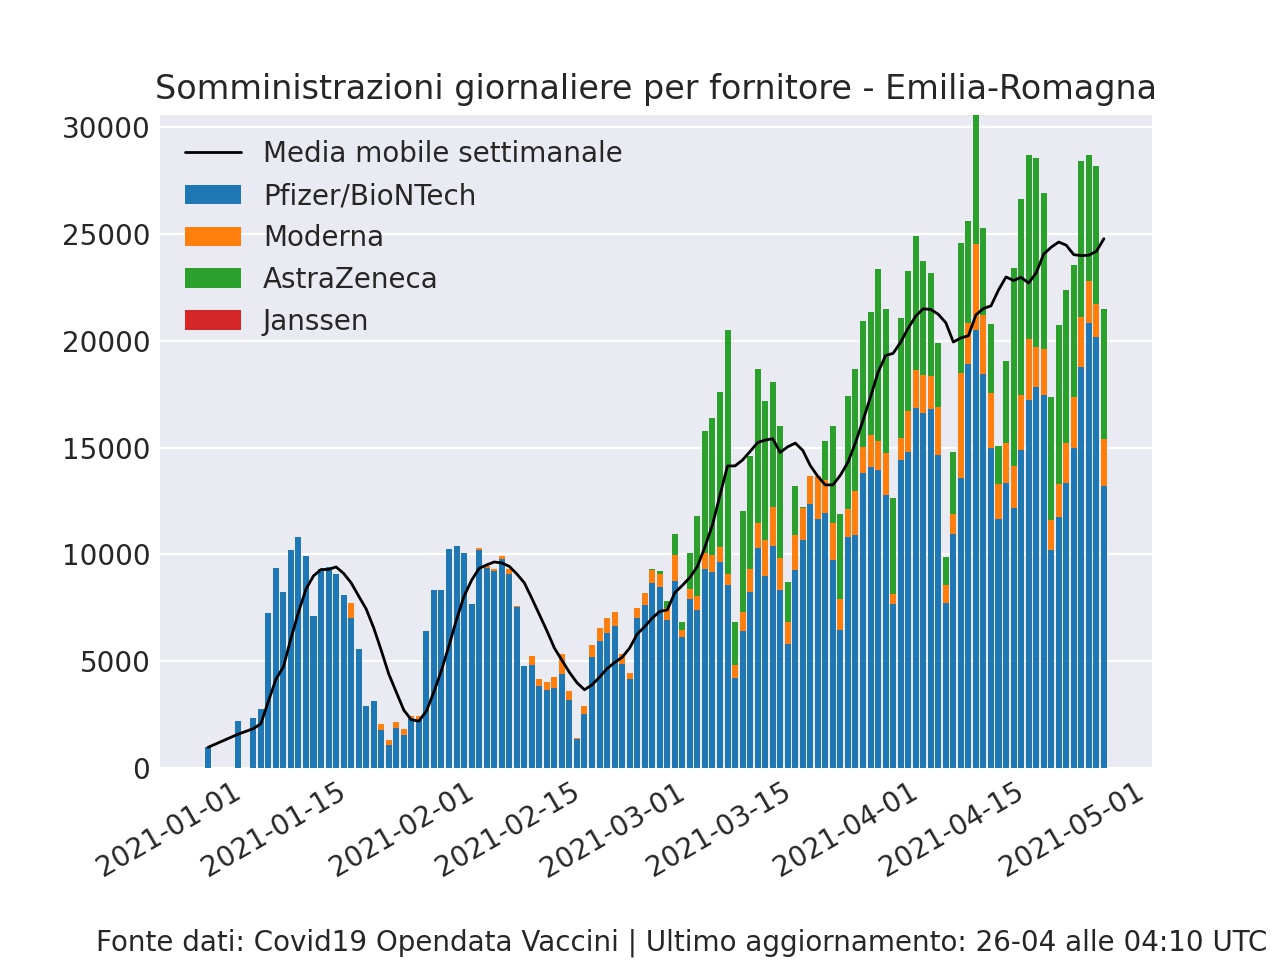 Somministrazioni giornaliere per fornitore - Emilia-Romagna
30000
25000
20000
15000
10000
5000
0
Media mobile settimanale
Pfizer/BioNTech
Moderna
AstraZeneca
Janssen
2021-01-01
2021-01-15
2021-02-01
2021-02-15
2021-03-01
2021-03-15
2021-04-01
2021-04-15
2021-05-01
Fonte dati: Covid19 Opendata Vaccini | Ultimo aggiornamento: 26-04 alle 04:10 UTC